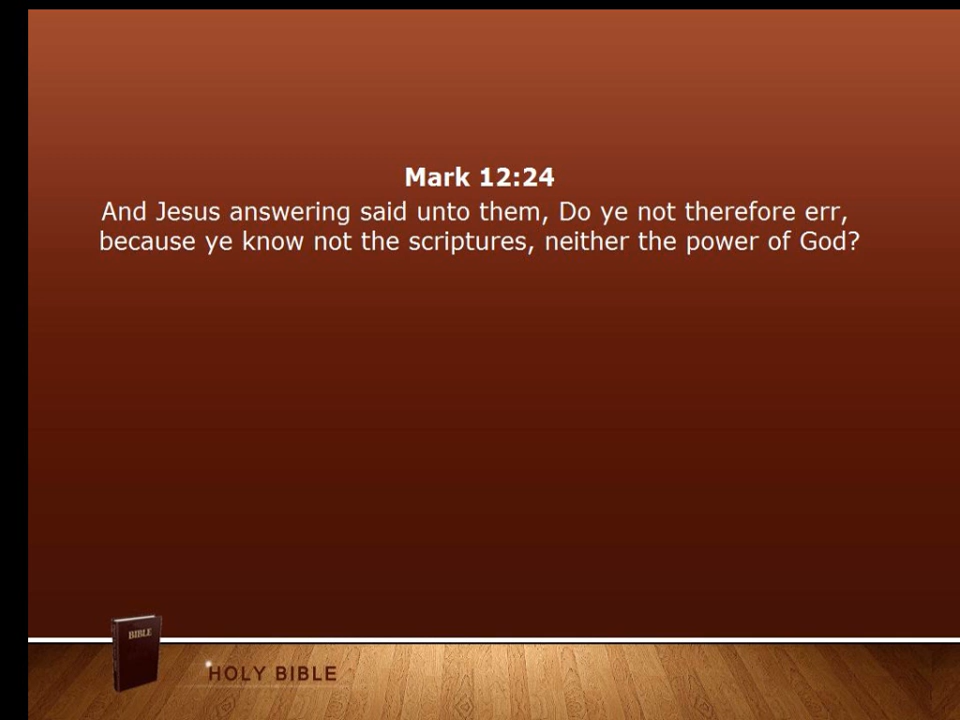 Mark 12:24
And Jesus answering said unto them, Do ye not therefore err,
because ye know not the scriptures, neither the power of God?
BIBLE
HOLY BIBLE